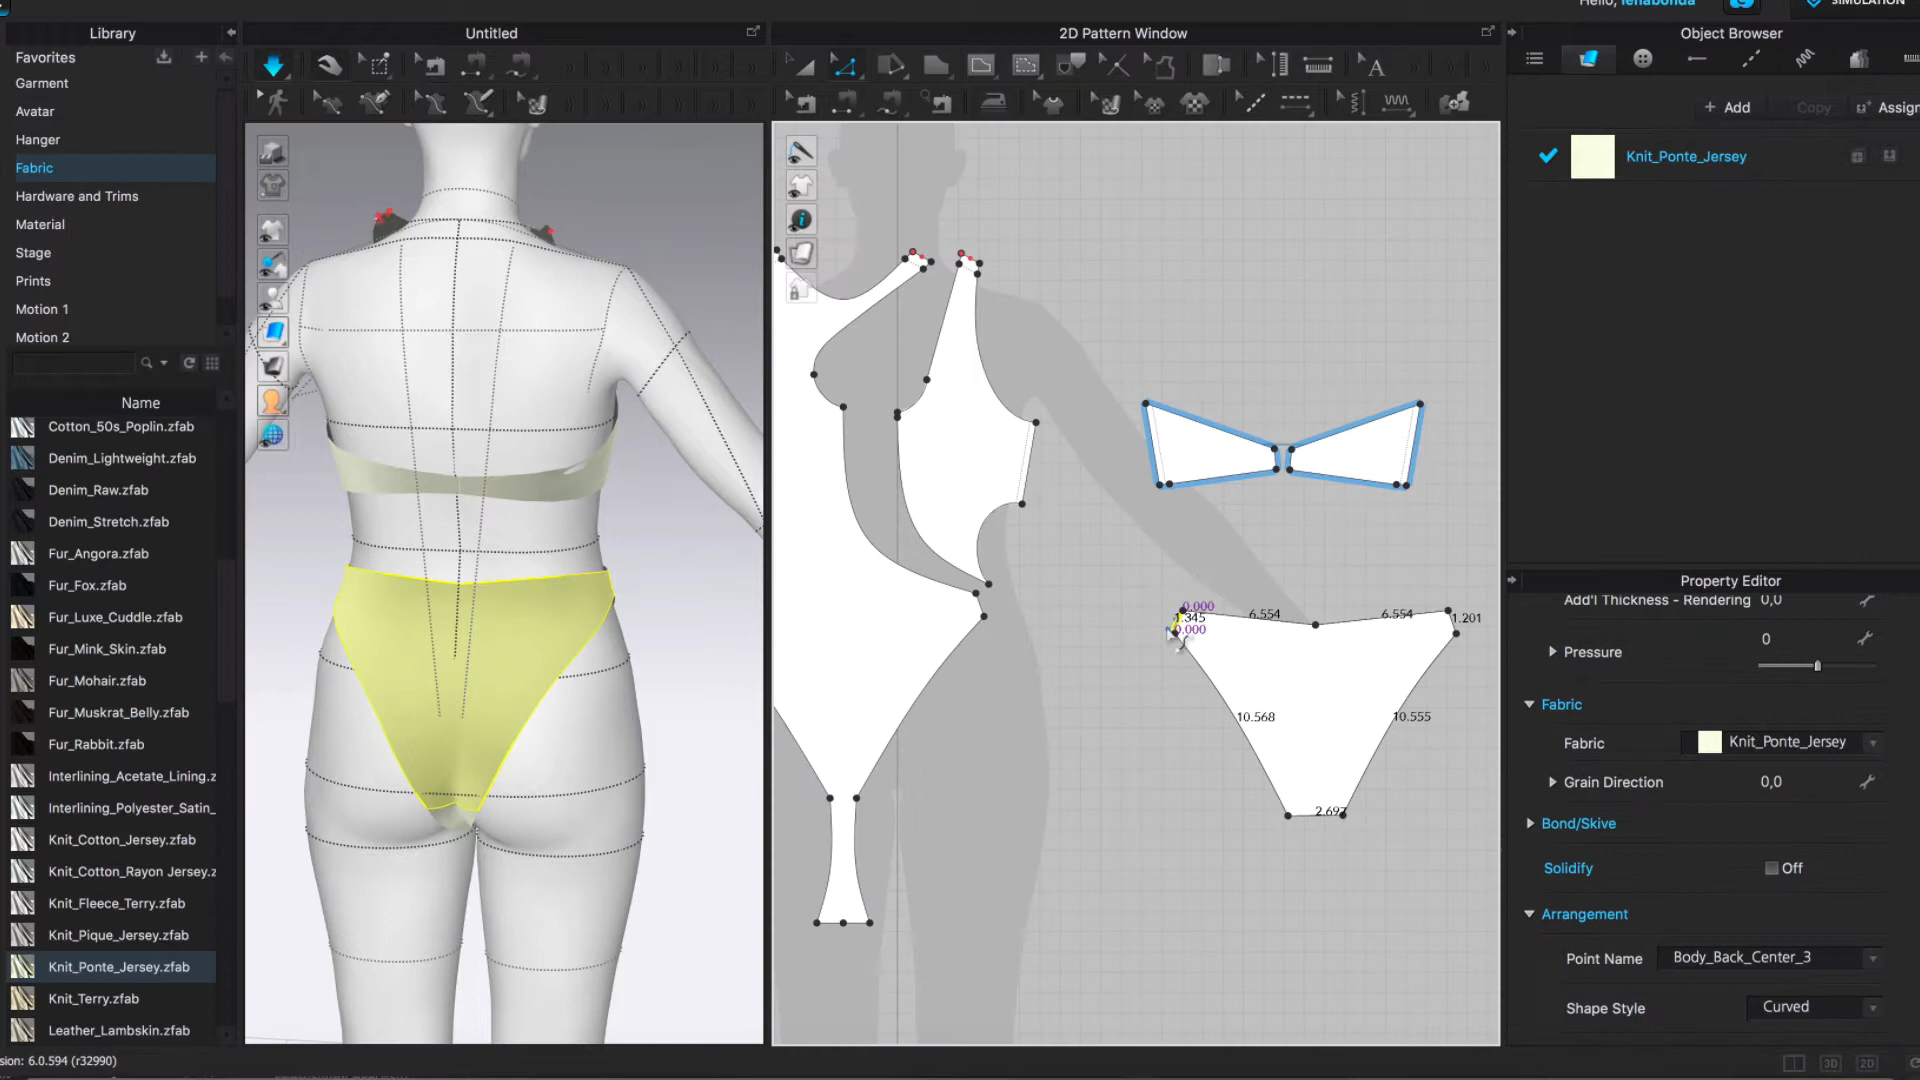 Hello, lenabonda
SIMULATION
Library
Untitled
2D Pattern Window
Object Browser
Favorites
Garment
Avatar
Hanger
Fabric
Hardware and Trims
Material
Stage
Prints
Motion 1
Motion 2
Name
Cotton_50s_Poplin.zfab
Denim_Lightweight.zfab
Denim_Raw.zfab
Denim_Stretch.zfab
Fur_Angora.zfab
Fur_Fox.zfab
Fur_Luxe_Cuddle.zfab
Fur_Mink_Skin.zfab
Fur_Mohair.zfab
Fur_Muskrat_Belly.zfab
Fur_Rabbit.zfab
Interlining_Acetate_Lining.z
Interlining_Polyester_Satin_
Knit_Cotton_Jersey.zfab
Knit_Cotton_Rayon Jersey.z
Knit_Fleece_Terry.zfab
Knit_Pique_Jersey.zfab
Knit_Ponte_Jersey.zfab
Knit_Terry.zfab
Leather_Lambskin.zfab
sion: 6.0.594 (r32990)
A
0.000
1.345
0.000
6.554
6.554
1.201
10.568
10.555
2.697
+ Add
Copy
Assign
Knit_Ponte_Jersey
Property Editor
Add'l Thickness - Rendering 0,0
Pressure 0
Fabric
Fabric Knit_Ponte_Jersey
Grain Direction 0,0
Bond/Skive
Solidify Off
Arrangement
Point Name Body_Back_Center_3
Shape Style Curved
3D
2D